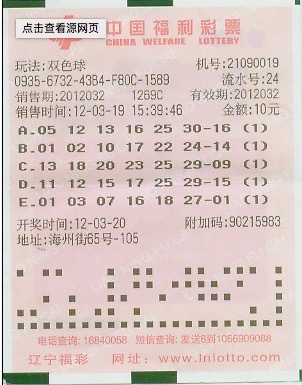 点击查看源网页
中国福利彩票
CHINA WELFARE LOTTERY
玩法:双色球 机号:21090019
0935-6732-43B4-F80C-1589 流水号:24
销售期:2012032 1269C 有效期:2012032
销售时间:12-03-19 15:39:46 金额:10元
A.05 12 13 16 25 30-16 (1)
B.01 02 10 17 22 24-09 (1)
C.13 18 20 23 25 29-09 (1)
D.11 12 15 17 25 29-15 (1)
E.01 03 07 16 18 27-01 (1)
开奖时间:12-03-20 附加码:90215983
地址:海州街65号-105
电话查询:16840058 短信查询:发送8到1066909088
辽宁福彩 网址:www.lnlotto.com